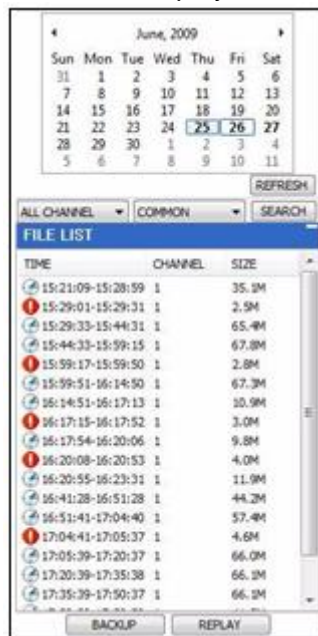 June, 2009
Sun Mon Tue Wed Thu Fri Sat
31 1 2 3 4 5 6
7 8 9 10 11 12 13
14 15 16 17 18 19 20
21 22 23 24 25 26 27
28 29 30 1 2 3 4
5 6 7 8 9 10 11
REFRESH
ALL CHANNEL COMMON SEARCH
FILE LIST
TIME CHANNEL SIZE
15:21:09-15:28:59 1 35.1M
15:29:01-15:29:31 1 2.5M
15:29:33-15:44:31 1 65.4M
15:44:33-15:59:15 1 67.8M
15:59:17-15:59:50 1 2.8M
15:59:51-16:14:50 1 67.3M
16:14:51-16:17:13 1 10.9M
16:17:15-16:17:52 1 3.0M
16:17:54-16:20:06 1 9.8M
16:20:08-16:20:53 1 4.0M
16:20:55-16:23:31 1 11.9M
16:41:28-16:51:28 1 44.2M
16:51:41-17:04:40 1 57.4M
17:04:41-17:05:37 1 4.6M
17:05:39-17:20:37 1 66.0M
17:20:39-17:35:38 1 66.1M
17:35:39-17:50:37 1 66.1M
BACKUP REPLAY